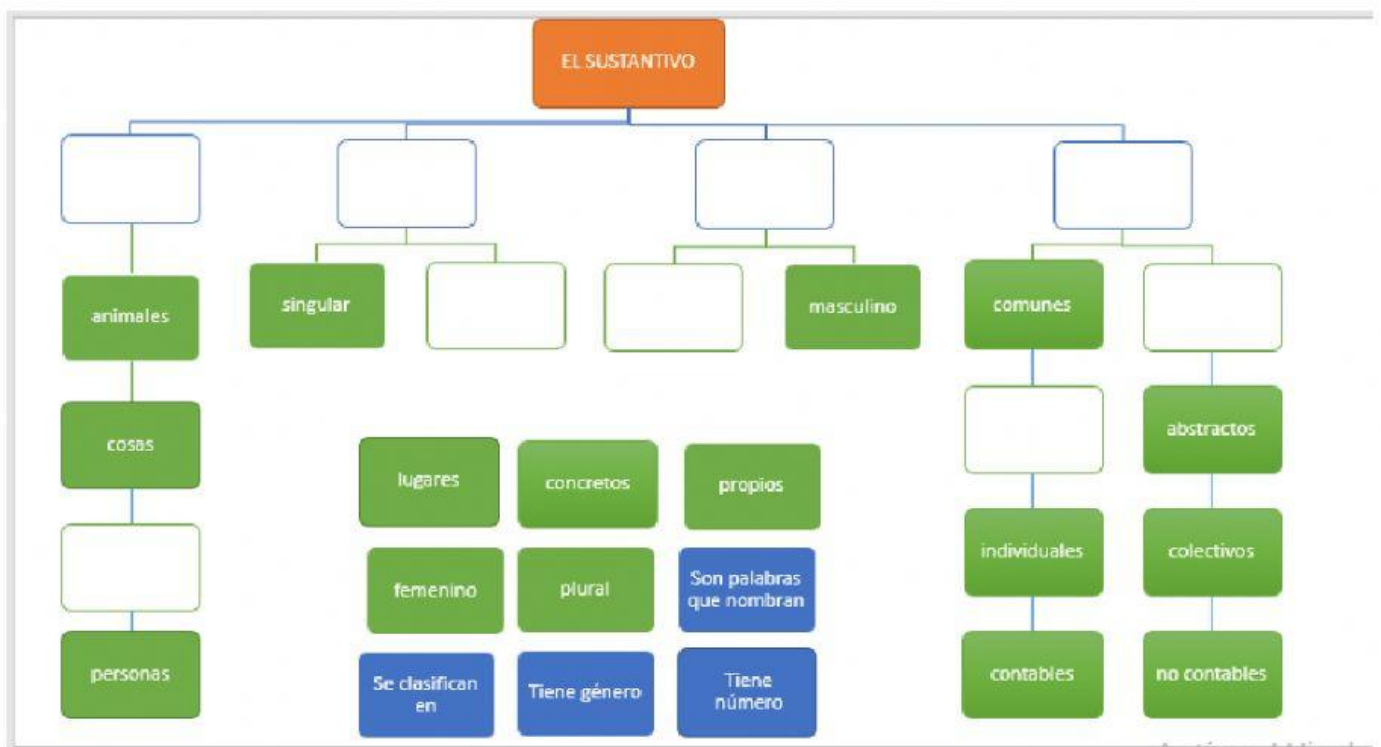 EL SUSTANTIVO
singular
masculino
comunes
animales
cosas
abstractos
lugares
concretos
propios
individuales
colectivos
femenino
plural
Son palabras
que nombran
personas
Se clasifican
en
Tiene género
Tiene
número
contables
no contables